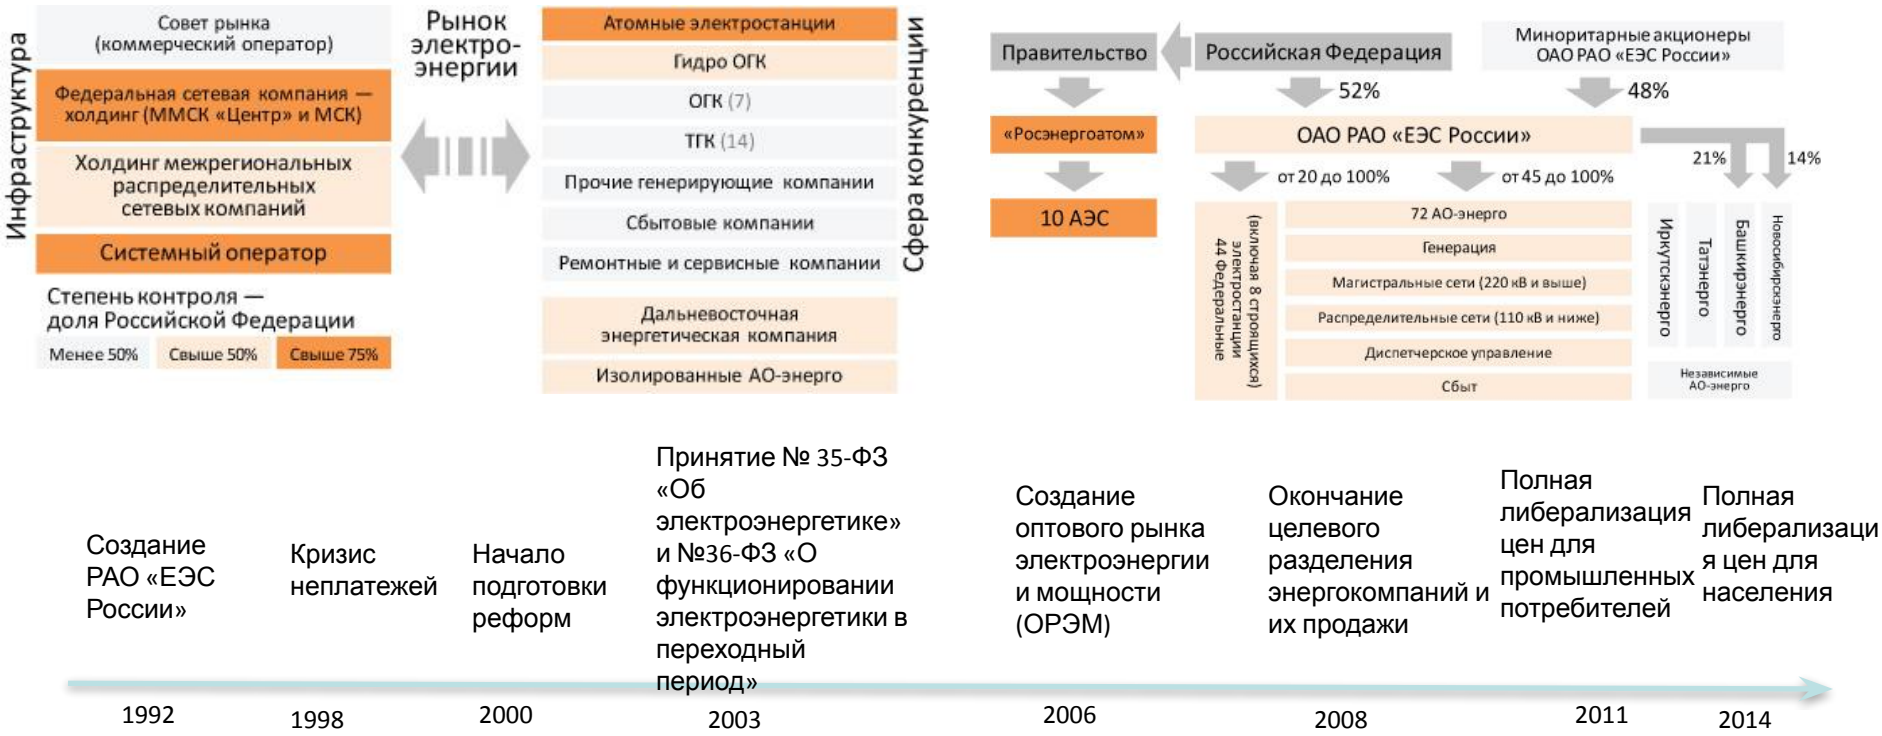 Инфраструктура
Совет рынка
(коммерческий оператор)
Федеральная сетевая компания —
холдинг (ММСК «Центр» и МСК)
Холдинг межрегиональных
распределительных
сетевых компаний
Системный оператор
Степень контроля —
доля Российской Федерации
Менее 50%
Свыше 50%
Свыше 75%
Рынок
электро-
энергии
Атомные электростанции
Гидро ОГК
ОГК (7)
ТГК (14)
Прочие генерирующие компании
Сбытовые компании
Ремонтные и сервисные компании
Дальневосточная
энергетическая компания
Изолированные АО-энерго
Сфера конкуренции
Правительство
Российская Федерация
Миноритарные акционеры
ОАО РАО «ЕЭС России»
52%
48%
«Росэнергоатом»
ОАО РАО «ЕЭС России»
21%
14%
от 20 до 100%
от 45 до 100%
10 АЭС
44 Федеральные
электростанции
(включая 8 строящихся)
72 АО-энерго
Генерация
Магистральные сети (220 кВ и выше)
Распределительные сети (110 кВ и ниже)
Диспетчерское управление
Сбыт
Иркутскэнерго
Татэнерго
Башкирэнерго
Новосибирскэнерго
Независимые
АО-энерго
Создание
РАО «ЕЭС
России»
Кризис
неплатежей
Начало
подготовки
реформ
Принятие № 35-ФЗ
«Об
электроэнергетике»
и №36-ФЗ «О
функционировании
электроэнергетики в
переходный
период»
Создание
оптового рынка
электроэнергии
и мощности
(ОРЭМ)
Окончание
целевого
разделения
энергокомпаний и
их продажи
Полная
либерализация
цен для
промышленных
потребителей
Полная
либерализаци
я цен для
населения
1992
1998
2000
2003
2006
2008
2011
2014